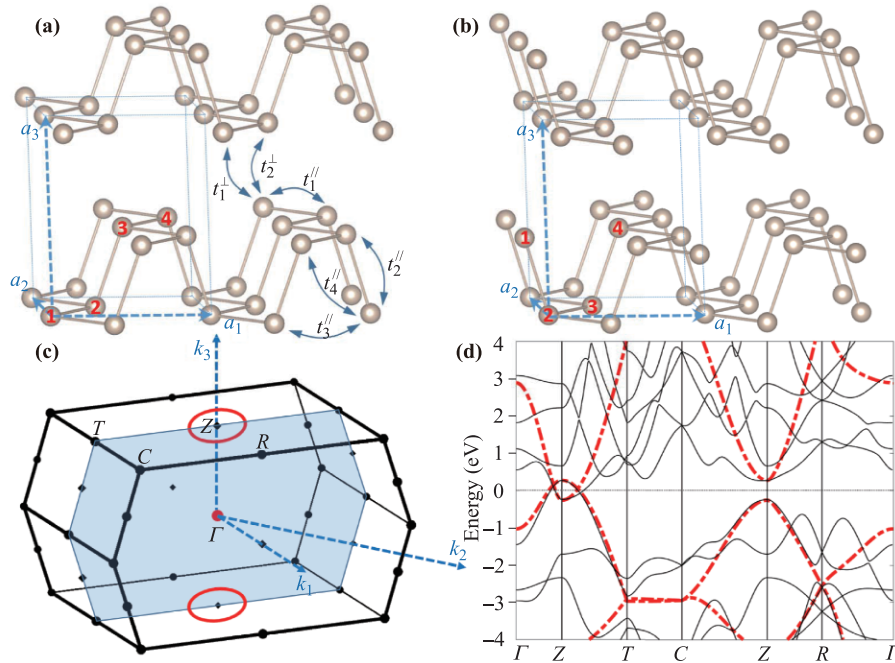 (a)
(b)
a₃
a₃
t₁⊥
t₂⊥
t₁//
t₂//
t₄//
t₃//
3
4
1
4
a₂
1
2
a₁
a₂
2
3
a₁
(c)
k₃
(d)
T
Z
C
R
Γ
k₂
k₁
Energy (eV)
4
3
2
1
0
−1
−2
−3
−4
Γ Z T C Z R Γ